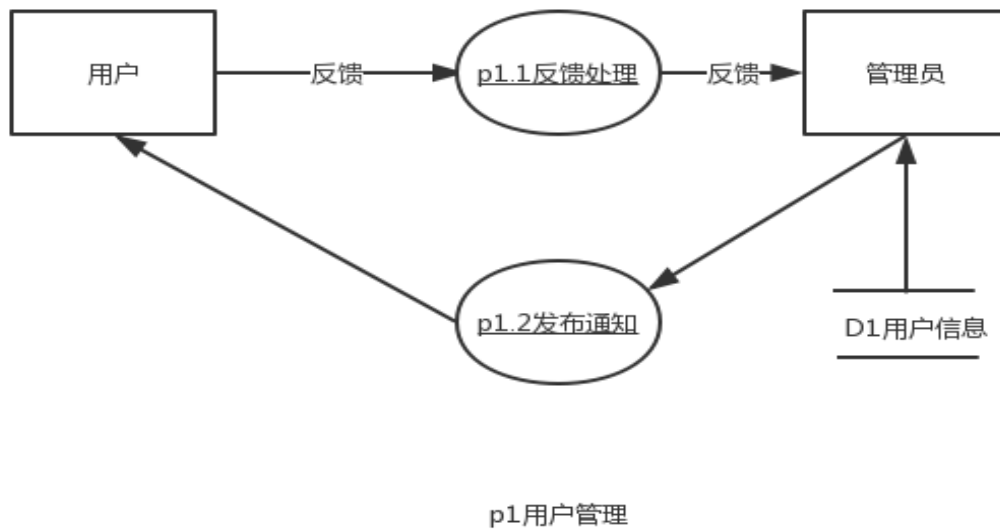 用户
反馈
p1.1反馈处理
反馈
管理员
p1.2发布通知
D1用户信息
p1用户管理